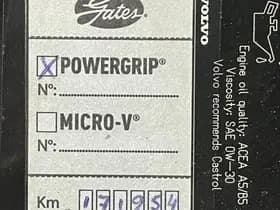 Gates
X POWERGRIP®
Nº:
MICRO-V®
Nº:
Km 171954
VOLVO
Engine oil quality: ACEA A5/B5
Viscosity: SAE 0W-30
Volvo recommends Castrol